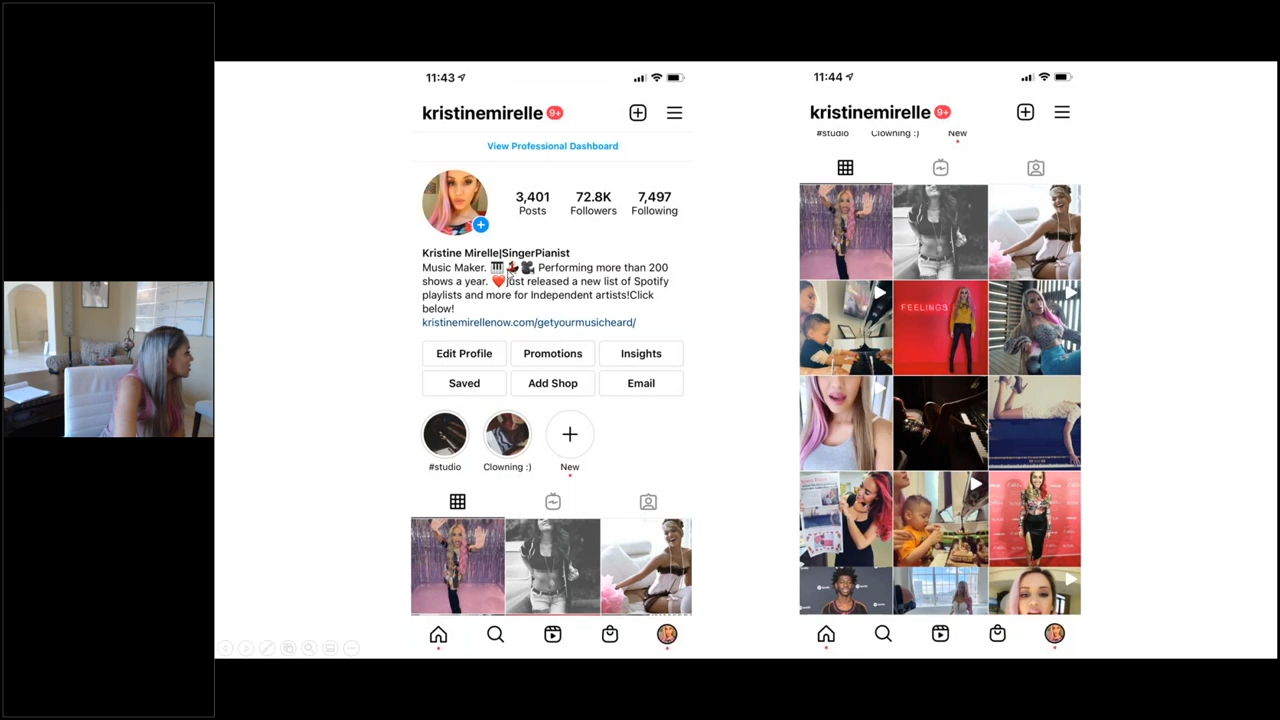 11:43
kristinemirelle 9+
View Professional Dashboard
3,401 72.8K 7,497
Posts Followers Following
Kristine Mirelle|SingerPianist
Music Maker. 🎹💃🎥 Performing more than 200
shows a year. ❤️Just released a new list of Spotify
playlists and more for Independent artists!Click
below!
kristinemirellenow.com/getyourmusicheard/
Edit Profile Promotions Insights
Saved Add Shop Email
#studio Clowning :) New
11:44
kristinemirelle 9+
#studio Clowning :) New
FEELINGS